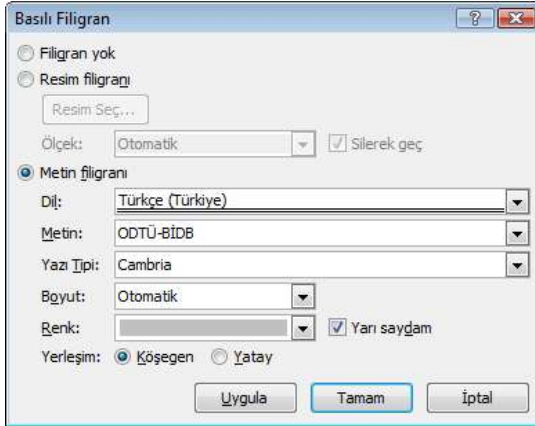 Basılı Filigran
Filigran yok
Resim filigranı
Resim Seç...
Ölçek: Otomatik Silerek geç
Metin filigranı
Dil: Türkçe (Türkiye)
Metin: ODTÜ-BİDB
Yazı Tipi: Cambria
Boyut: Otomatik
Renk: Yarı saydam
Yerleşim: Köşegen Yatay
Uygula Tamam İptal